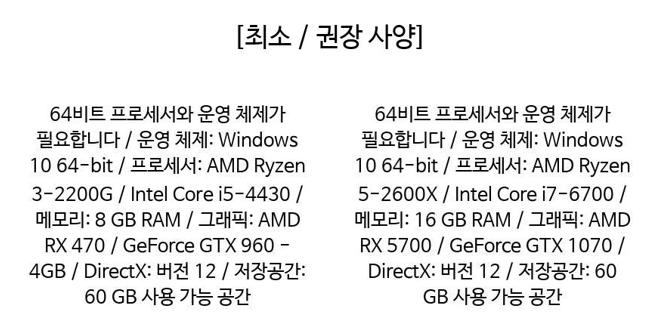 [최소 / 권장 사양]
64비트 프로세서와 운영 체제가
필요합니다 / 운영 체제: Windows
10 64-bit / 프로세서: AMD Ryzen
3-2200G / Intel Core i5-4430 /
메모리: 8 GB RAM / 그래픽: AMD
RX 470 / GeForce GTX 960 -
4GB / DirectX: 버전 12 / 저장공간:
60 GB 사용 가능 공간
64비트 프로세서와 운영 체제가
필요합니다 / 운영 체제: Windows
10 64-bit / 프로세서: AMD Ryzen
5-2600X / Intel Core i7-6700 /
메모리: 16 GB RAM / 그래픽: AMD
RX 5700 / GeForce GTX 1070 /
DirectX: 버전 12 / 저장공간: 60
GB 사용 가능 공간